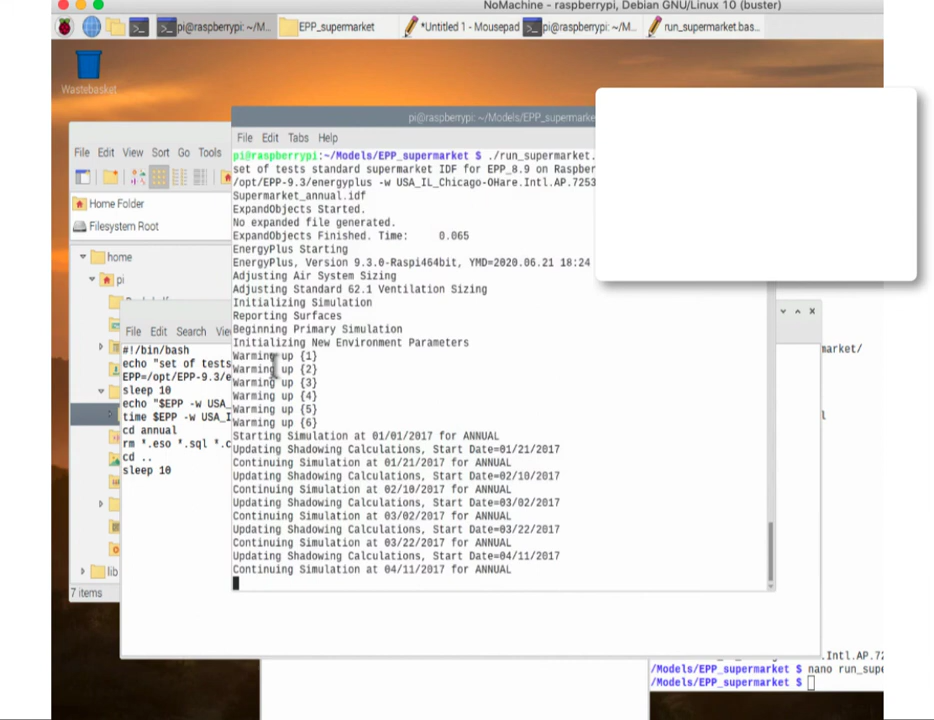 NoMachine - raspberrypi, Debian GNU/Linux 10 (buster)
pi@raspberrypi: ~/M...
EPP_supermarket
*Untitled 1 - Mousepad
pi@raspberrypi: ~/M...
run_supermarket.bas...
Wastebasket
pi@raspberrypi: ~/Models/EPP_supermarke
File Edit Tabs Help
File Edit View Sort Go Tools
Home Folder
Filesystem Root
home
pi
lib
7 items
pi@raspberrypi:~/Models/EPP_supermarket $ ./run_supermarket.
set of tests standard supermarket IDF for EPP_8.9 on Raspber
/opt/EPP-9.3/energyplus -w USA_IL_Chicago-OHare.Intl.AP.7253
Supermarket_annual.idf
ExpandObjects Started.
No expanded file generated.
ExpandObjects Finished. Time: 0.065
EnergyPlus Starting
EnergyPlus, Version 9.3.0-Raspi464bit, YMD=2020.06.21 18:24
Adjusting Air System Sizing
Adjusting Standard 62.1 Ventilation Sizing
Initializing Simulation
Reporting Surfaces
Beginning Primary Simulation
Initializing New Environment Parameters
Warming up {1}
Warming up {2}
Warming up {3}
Warming up {4}
Warming up {5}
Warming up {6}
Starting Simulation at 01/01/2017 for ANNUAL
Updating Shadowing Calculations, Start Date=01/21/2017
Continuing Simulation at 01/21/2017 for ANNUAL
Updating Shadowing Calculations, Start Date=02/10/2017
Continuing Simulation at 02/10/2017 for ANNUAL
Updating Shadowing Calculations, Start Date=03/02/2017
Continuing Simulation at 03/02/2017 for ANNUAL
Updating Shadowing Calculations, Start Date=03/22/2017
Continuing Simulation at 03/22/2017 for ANNUAL
Updating Shadowing Calculations, Start Date=04/11/2017
Continuing Simulation at 04/11/2017 for ANNUAL
File Edit Search Vie
#!/bin/bash
echo "set of tests
EPP=/opt/EPP-9.3/e
sleep 10
echo "$EPP -w USA_
time $EPP -w USA_I
cd annual
rm *.eso *.sql *.c
cd ..
sleep 10
market/
.Intl.AP.72
/Models/EPP_supermarket $ nano run_supe
/Models/EPP_supermarket $